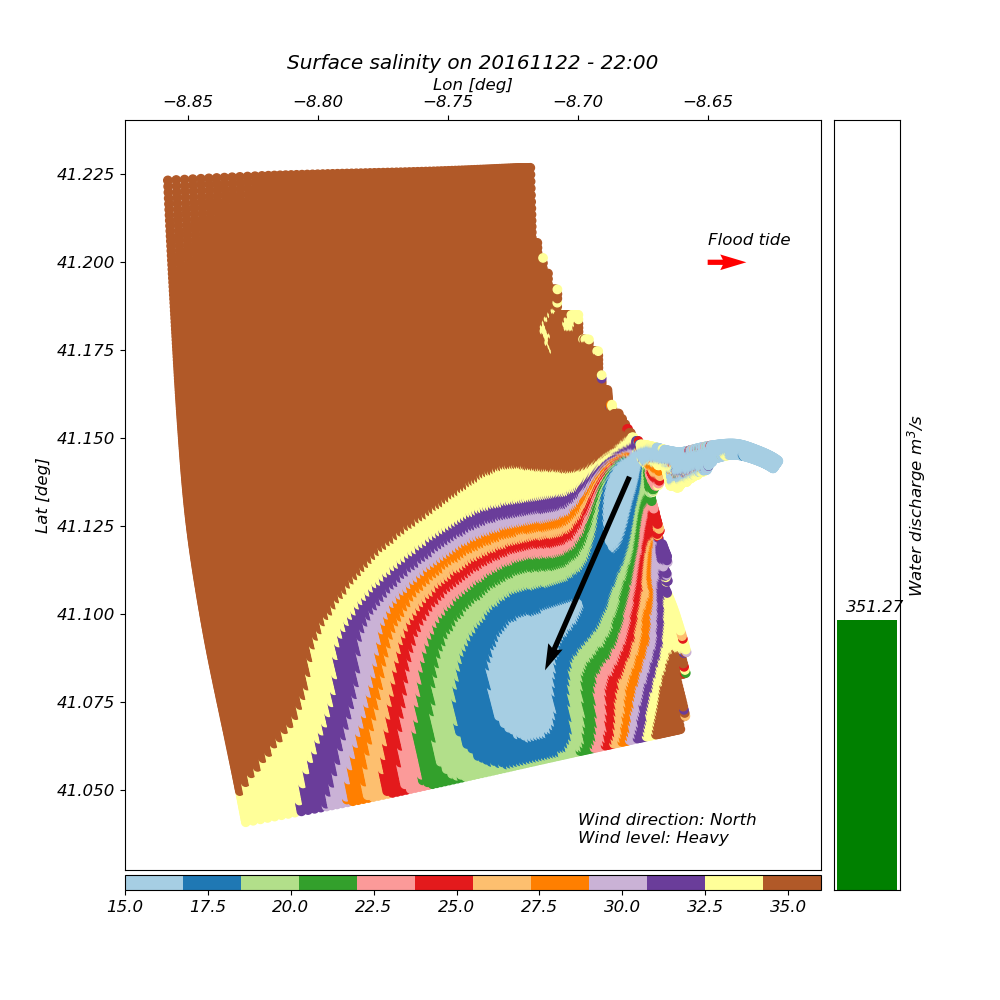 Surface salinity on 20161122 - 22:00
Lon [deg]
−8.85 −8.80 −8.75 −8.70 −8.65
41.225
41.200
41.175
41.150
41.125
41.100
41.075
41.050
Lat [deg]
Flood tide
Wind direction: North
Wind level: Heavy
351.27
Water discharge m³/s
15.0 17.5 20.0 22.5 25.0 27.5 30.0 32.5 35.0